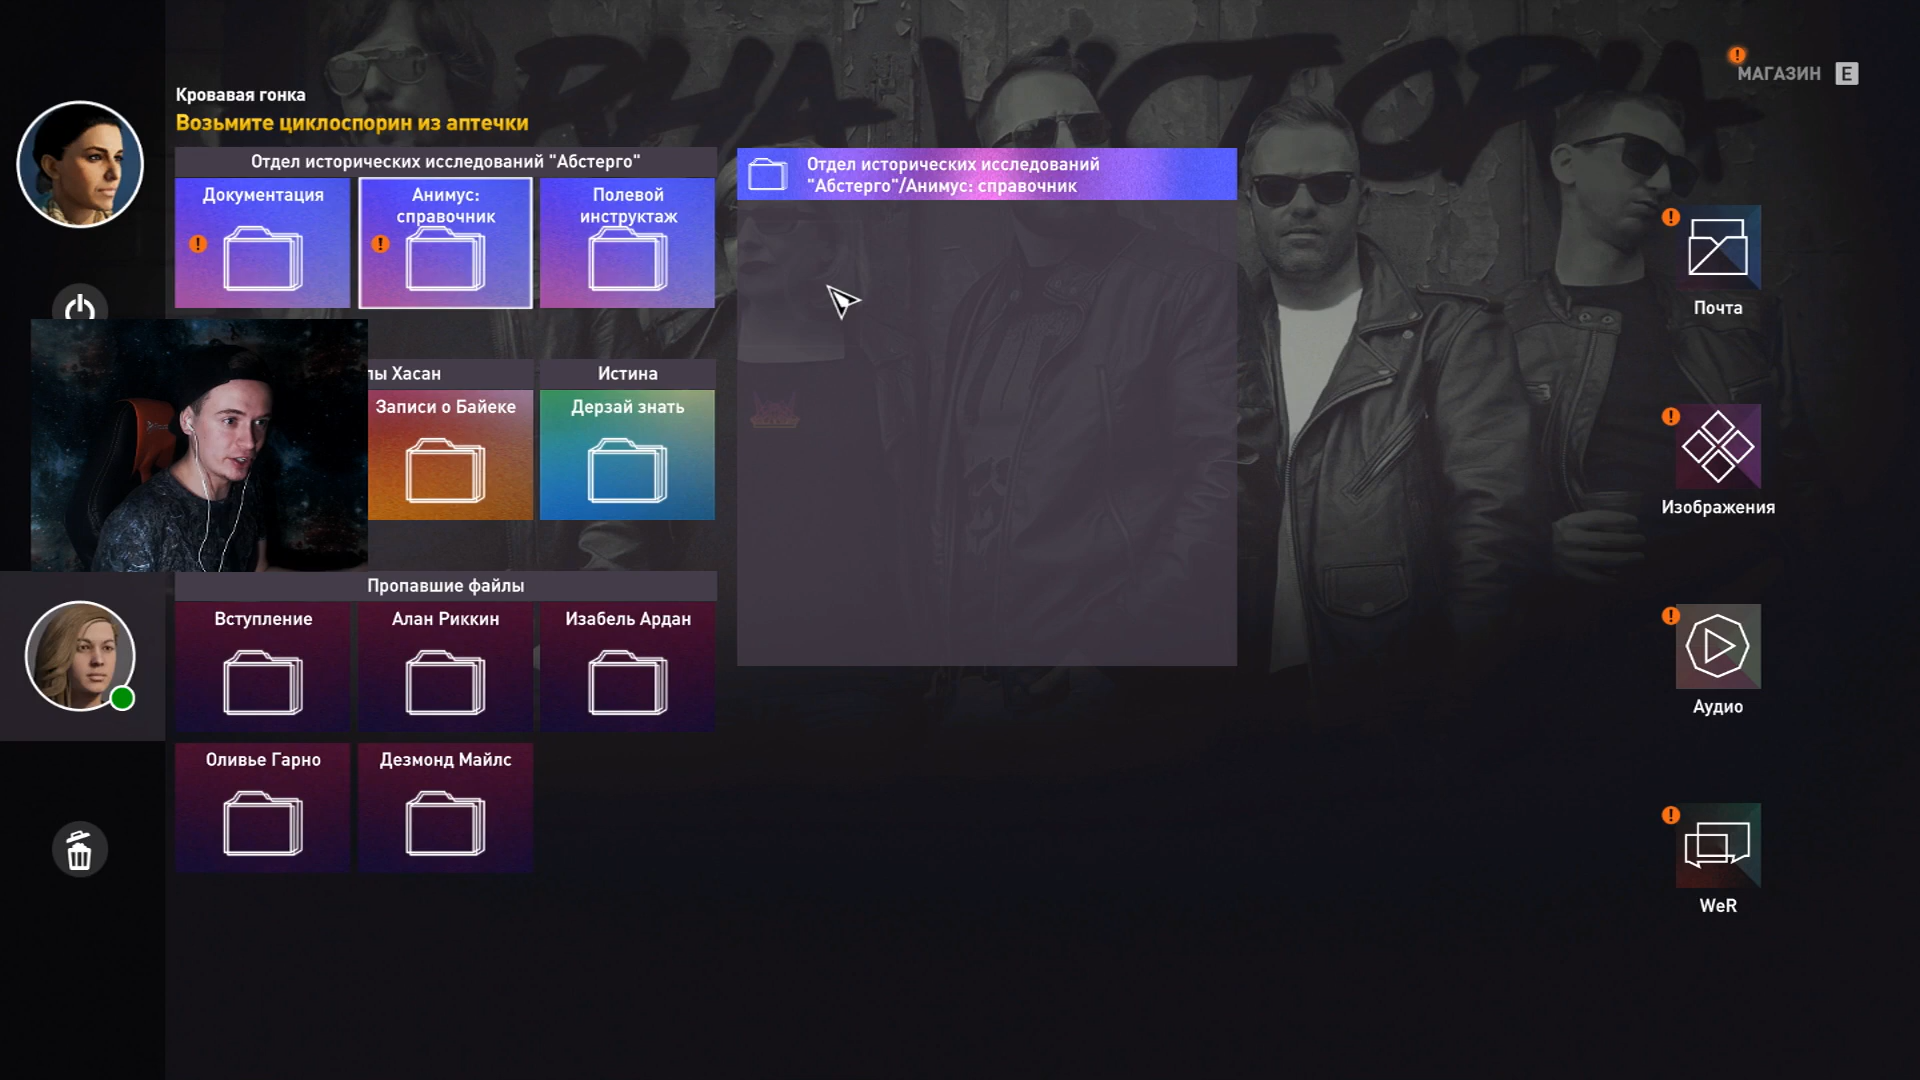 МАГАЗИН E
Кровавая гонка
Возьмите циклоспорин из аптечки
Отдел исторических исследований "Абстерго"
Документация
Анимус:
справочник
Полевой
инструктаж
Отдел исторических исследований
"Абстерго"/Анимус: справочник
Почта
Хасан
Истина
Записи о Байеке
Дерзай знать
Изображения
Пропавшие файлы
Вступление
Алан Риккин
Изабель Ардан
Аудио
Оливье Гарно
Дезмонд Майлс
WeR